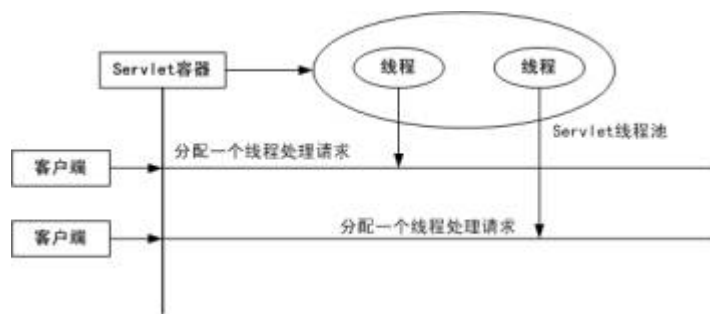 Servlet容器
线程
线程
Servlet线程池
客户端
分配一个线程处理请求
客户端
分配一个线程处理请求